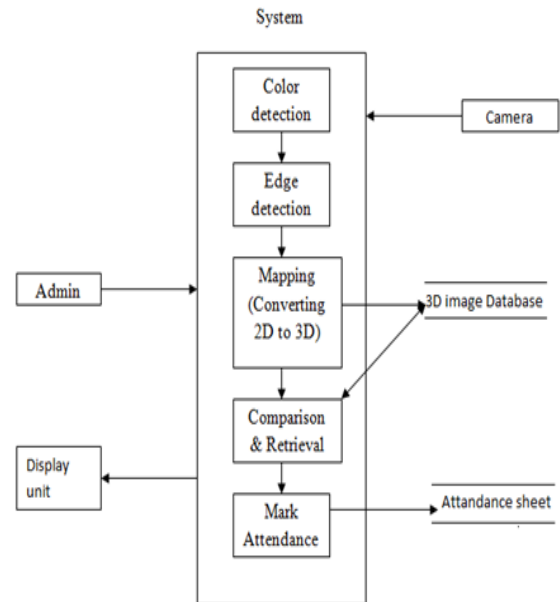 System
Color
detection
Camera
Edge
detection
Mapping
(Converting
2D to 3D)
Admin
3D image Database
Comparison
& Retrieval
Display
unit
Attandance sheet
Mark
Attendance